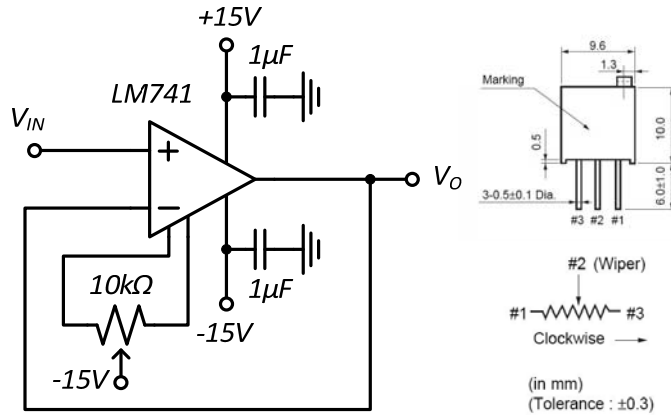 +15V
1µF
LM741
V_IN
+
−
V_O
1µF
10kΩ
-15V
-15V
9.6
1.3
Marking
0.5
10.0
6.0±1.0
3-0.5±0.1 Dia.
#3 #2 #1
#2 (Wiper)
#1 #3
Clockwise
(in mm)
(Tolerance : ±0.3)